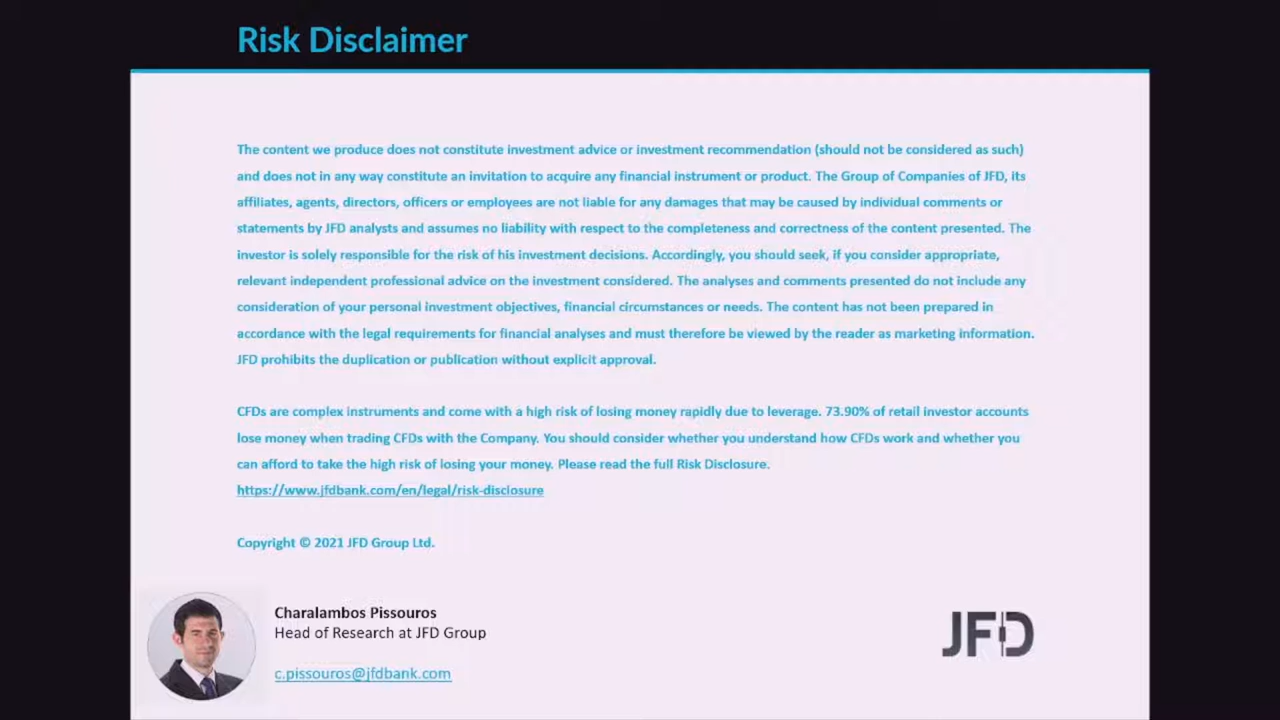 Risk Disclaimer
The content we produce does not constitute investment advice or investment recommendation (should not be considered as such)
and does not in any way constitute an invitation to acquire any financial instrument or product. The Group of Companies of JFD, its
affiliates, agents, directors, officers or employees are not liable for any damages that may be caused by individual comments or
statements by JFD analysts and assumes no liability with respect to the completeness and correctness of the content presented. The
investor is solely responsible for the risk of his investment decisions. Accordingly, you should seek, if you consider appropriate,
relevant independent professional advice on the investment considered. The analyses and comments presented do not include any
consideration of your personal investment objectives, financial circumstances or needs. The content has not been prepared in
accordance with the legal requirements for financial analyses and must therefore be viewed by the reader as marketing information.
JFD prohibits the duplication or publication without explicit approval.
CFDs are complex instruments and come with a high risk of losing money rapidly due to leverage. 73.90% of retail investor accounts
lose money when trading CFDs with the Company. You should consider whether you understand how CFDs work and whether you
can afford to take the high risk of losing your money. Please read the full Risk Disclosure.
https://www.jfdbank.com/en/legal/risk-disclosure
Copyright © 2021 JFD Group Ltd.
Charalambos Pissouros
Head of Research at JFD Group
c.pissouros@jfdbank.com
JFD